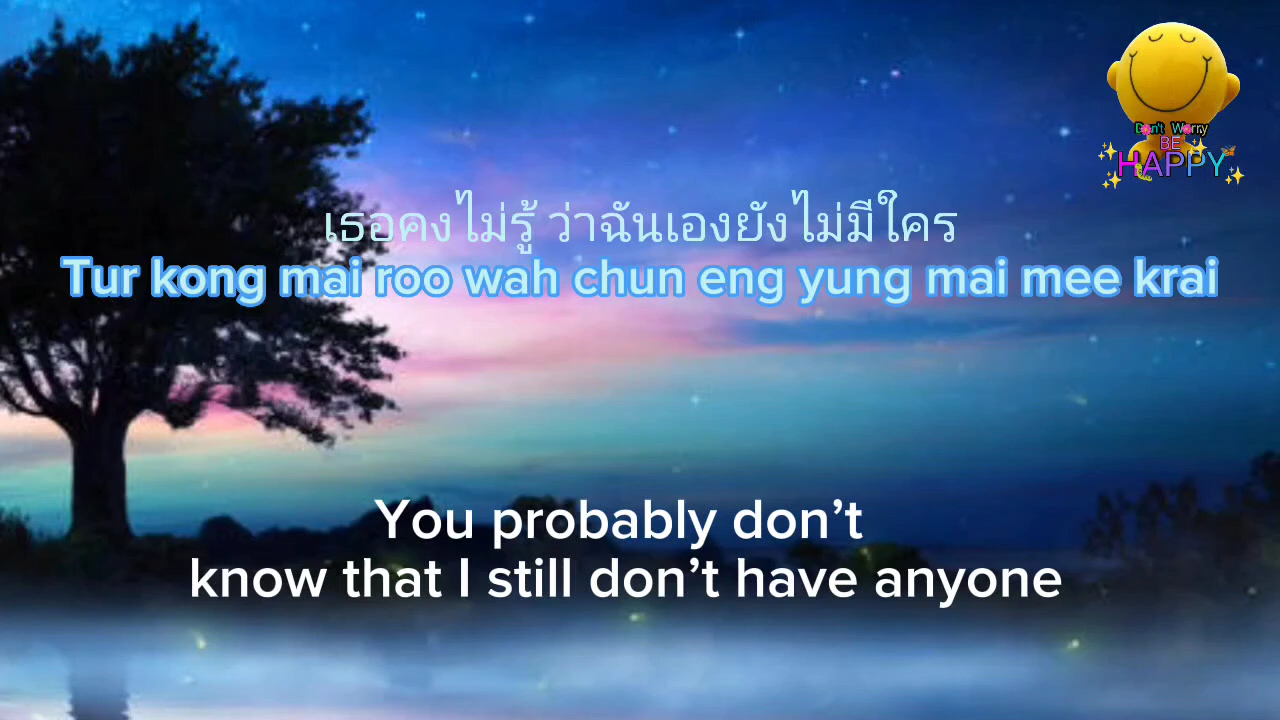 Don't Worry
BE
HAPPY
เธอคงไม่รู้ ว่าฉันเองยังไม่มีใคร
Tur kong mai roo wah chun eng yung mai mee krai
You probably don’t
know that I still don’t have anyone